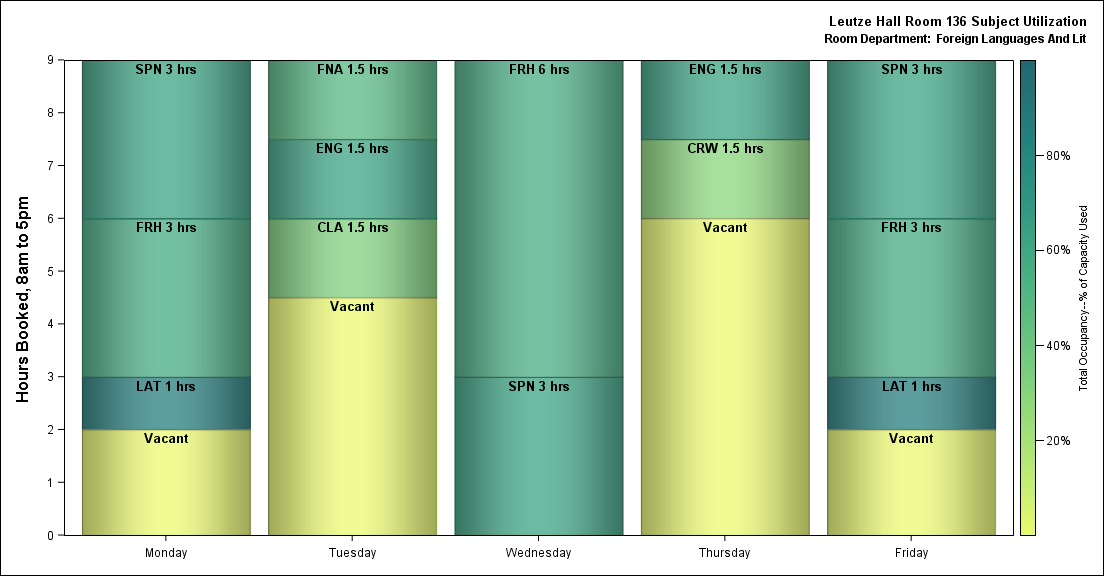 Leutze Hall Room 136 Subject Utilization
Room Department: Foreign Languages And Lit
Hours Booked, 8am to 5pm
9
8
7
6
5
4
3
2
1
0
SPN 3 hrs
FRH 3 hrs
LAT 1 hrs
Vacant
Monday
FNA 1.5 hrs
ENG 1.5 hrs
CLA 1.5 hrs
Vacant
Tuesday
FRH 6 hrs
SPN 3 hrs
Wednesday
ENG 1.5 hrs
CRW 1.5 hrs
Vacant
Thursday
SPN 3 hrs
FRH 3 hrs
LAT 1 hrs
Vacant
Friday
80%
60%
40%
20%
Total Occupancy--% of Capacity Used